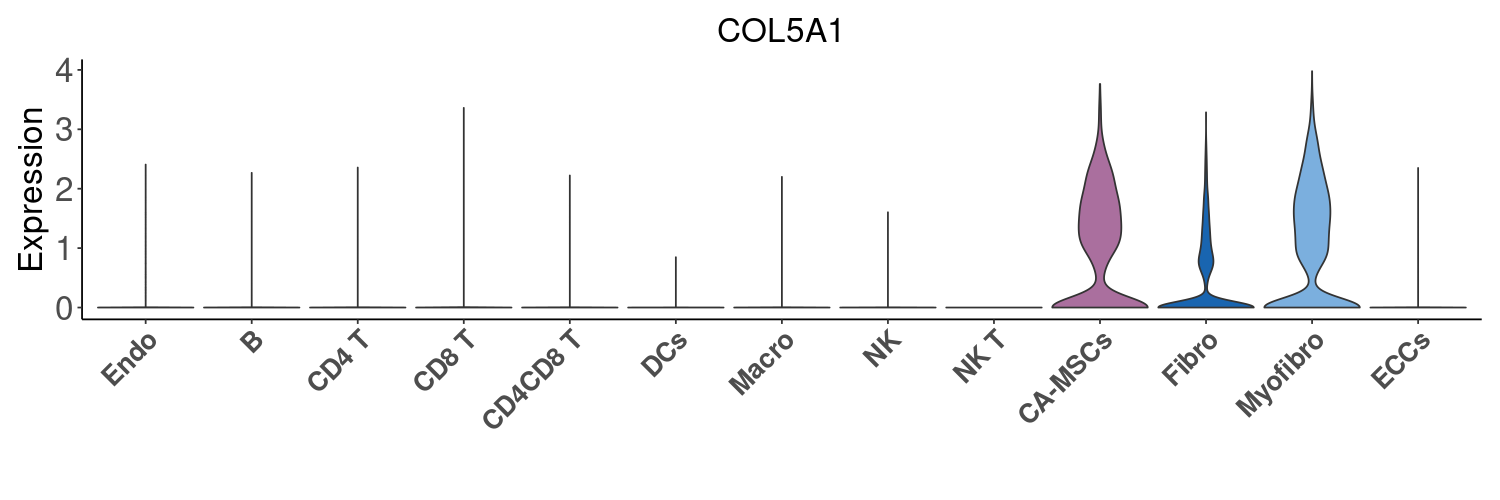 COL5A1
Expression
4
3
2
1
0
Endo
B
CD4 T
CD8 T
CD4CD8 T
DCs
Macro
NK
NK T
CA-MSCs
Fibro
Myofibro
ECCs